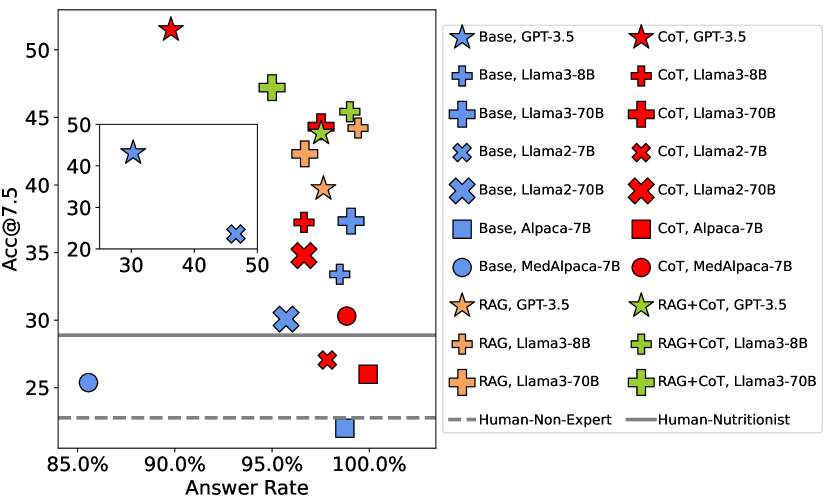 50
45
40
35
30
25
Acc@7.5
50
40
30
20
30 40 50
85.0% 90.0% 95.0% 100.0%
Answer Rate
Base, GPT-3.5
Base, Llama3-8B
Base, Llama3-70B
Base, Llama2-7B
Base, Llama2-70B
Base, Alpaca-7B
Base, MedAlpaca-7B
RAG, GPT-3.5
RAG, Llama3-8B
RAG, Llama3-70B
Human-Non-Expert
CoT, GPT-3.5
CoT, Llama3-8B
CoT, Llama3-70B
CoT, Llama2-7B
CoT, Llama2-70B
CoT, Alpaca-7B
CoT, MedAlpaca-7B
RAG+CoT, GPT-3.5
RAG+CoT, Llama3-8B
RAG+CoT, Llama3-70B
Human-Nutritionist